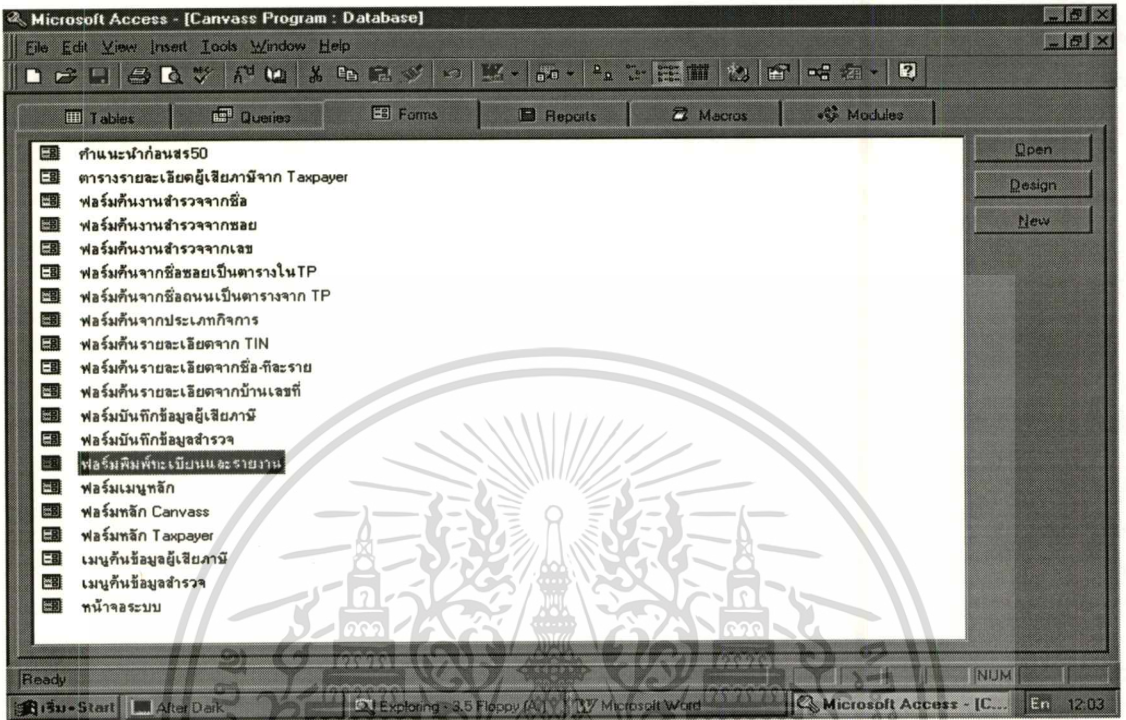 Microsoft Access - [Canvass Program : Database]
File Edit View Insert Tools Window Help
Tables Queries Forms Reports Macros Modules
Open
Design
New
คำแนะนำก่อนสร50
ตารางรายละเอียดผู้เสียภาษีจาก Taxpayer
ฟอร์มค้นงานสำรวจจากชื่อ
ฟอร์มค้นงานสำรวจจากซอย
ฟอร์มค้นงานสำรวจจากเลข
ฟอร์มค้นจากชื่อซอยเป็นตารางในTP
ฟอร์มค้นจากชื่อถนนเป็นตารางจาก TP
ฟอร์มค้นจากประเภทกิจการ
ฟอร์มค้นรายละเอียดจาก TIN
ฟอร์มค้นรายละเอียดจากชื่อ-ทีละราย
ฟอร์มค้นรายละเอียดจากบ้านเลขที่
ฟอร์มบันทึกข้อมูลผู้เสียภาษี
ฟอร์มบันทึกข้อมูลสำรวจ
ฟอร์มพิมพ์ทะเบียนและรายงาน
ฟอร์มเมนูหลัก
ฟอร์มหลัก Canvass
ฟอร์มหลัก Taxpayer
เมนูค้นข้อมูลผู้เสียภาษี
เมนูค้นข้อมูลสำรวจ
หน้าจอระบบ
Ready NUM
เริ่ม-Start After Dark Exploring - 3.5 Floppy (A:) Microsoft Word Microsoft Access - [C... En 12:03